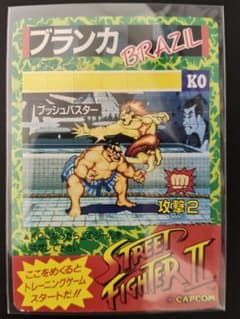 ブランカ
BRAZIL
KO
ブッシュバスター
攻撃2
ここをめくると
トレーニングゲーム
スタートだ!!
STREET
FIGHTER II
© CAPCOM